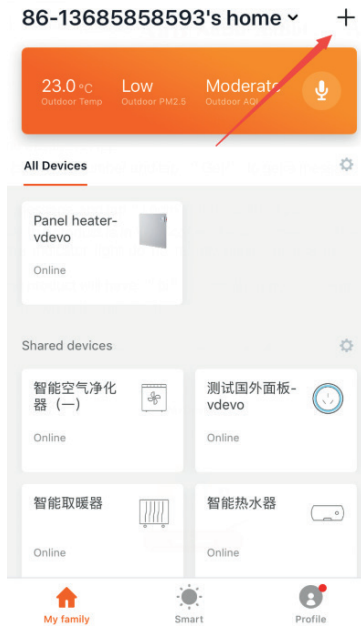 86-13685858593's home
23.0 °C Low Moderate
Outdoor Temp Outdoor PM2.5 Outdoor AQI
All Devices
Panel heater-
vdevo
Online
Shared devices
智能空气净化
器（一）
Online
测试国外面板-
vdevo
Online
智能取暖器
Online
智能热水器
Online
My family Smart Profile